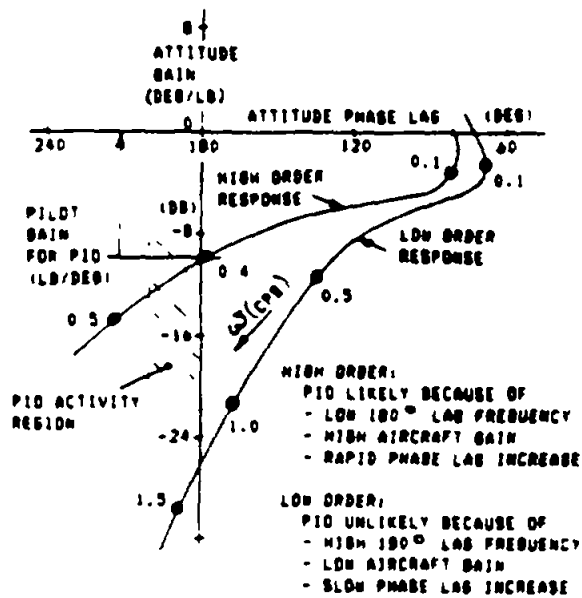 8
ATTITUDE
GAIN
(DEG/LB)
0
ATTITUDE PHASE LAG (DEG)
240
180
120
60
0.1
0.1
HIGH ORDER
RESPONSE
PILOT
GAIN
FOR PIO
(LB/DEG)
(DB)
-8
LOW ORDER
RESPONSE
0.4
0.5
0.5
ω(CPS)
-16
PIO ACTIVITY
REGION
HIGH ORDER:
PIO LIKELY BECAUSE OF
- LOW 180° LAG FREQUENCY
- HIGH AIRCRAFT GAIN
- RAPID PHASE LAG INCREASE
1.0
-24
1.5
LOW ORDER:
PIO UNLIKELY BECAUSE OF
- HIGH 180° LAG FREQUENCY
- LOW AIRCRAFT GAIN
- SLOW PHASE LAG INCREASE